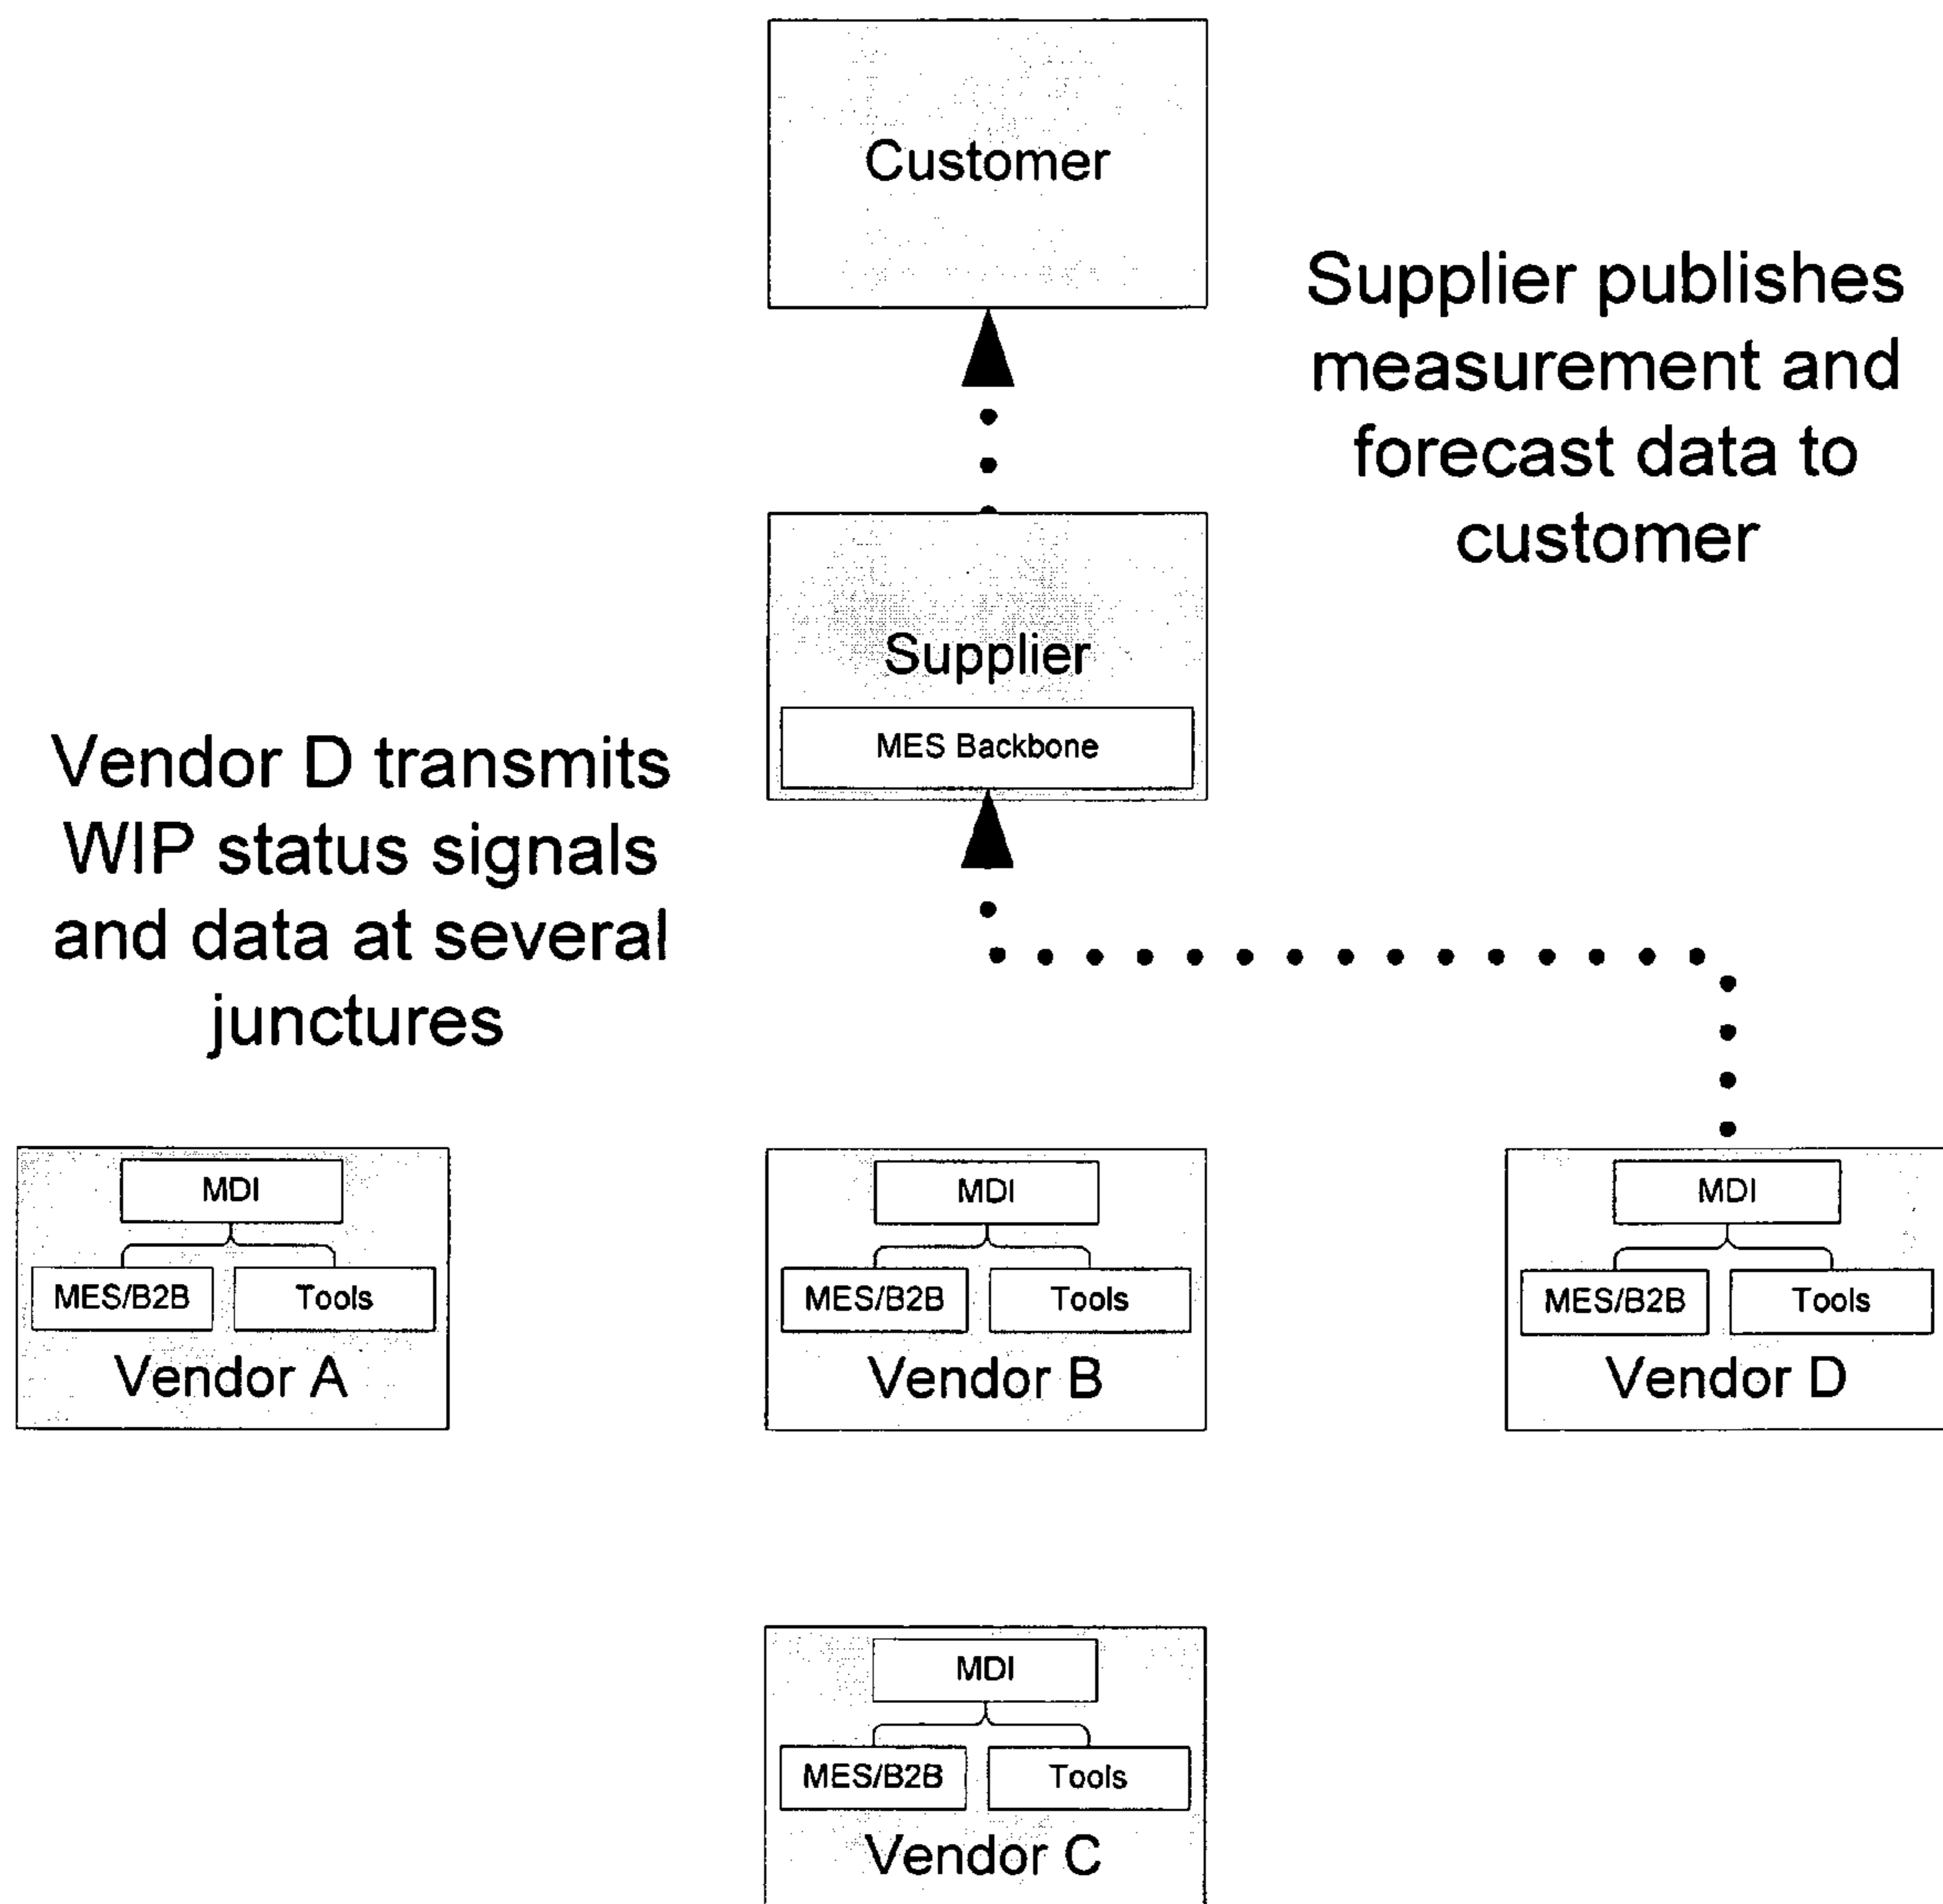 Customer
Supplier publishes
measurement and
forecast data to
customer
Supplier
MES Backbone
Vendor D transmits
WIP status signals
and data at several
junctures
MDI
MES/B2B
Tools
Vendor A
MDI
MES/B2B
Tools
Vendor B
MDI
MES/B2B
Tools
Vendor D
MDI
MES/B2B
Tools
Vendor C